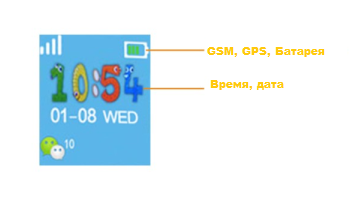 GSM, GPS, Батарея
10:54
Время, дата
01-08 WED
10